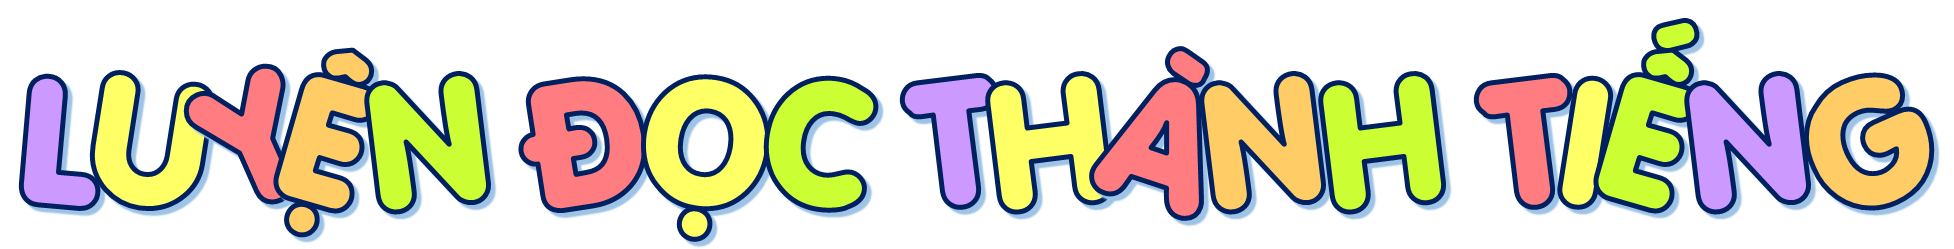 LUYỆN ĐỌC THÀNH TIẾNG